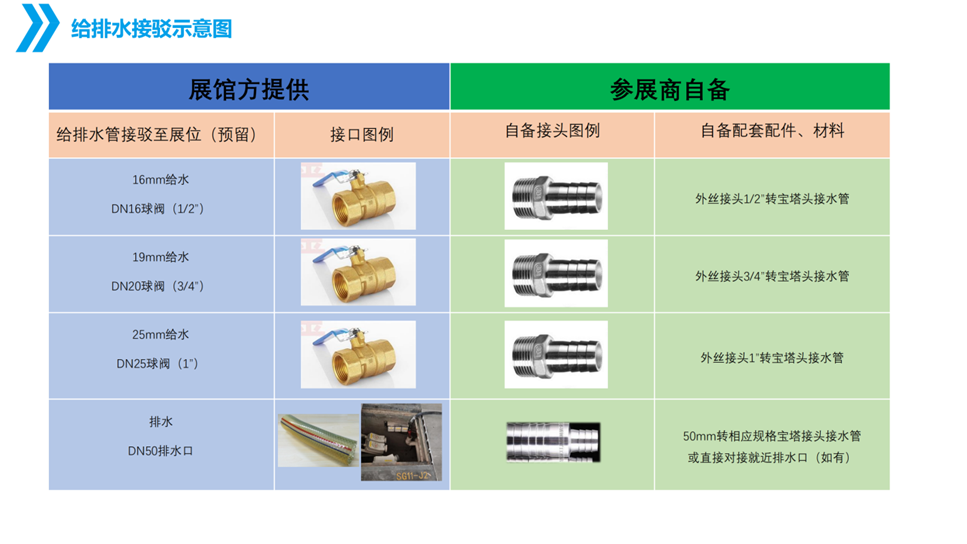 给排水接驳示意图
展馆方提供
参展商自备
给排水管接驳至展位（预留）
接口图例
自备接头图例
自备配套配件、材料
16mm给水
DN16球阀（1/2"）
外丝接头1/2"转宝塔头接水管
19mm给水
DN20球阀（3/4"）
外丝接头3/4"转宝塔头接水管
25mm给水
DN25球阀（1"）
外丝接头1"转宝塔头接水管
排水
DN50排水口
SG11-J2
50mm转相应规格宝塔接头接水管
或直接对接就近排水口（如有）